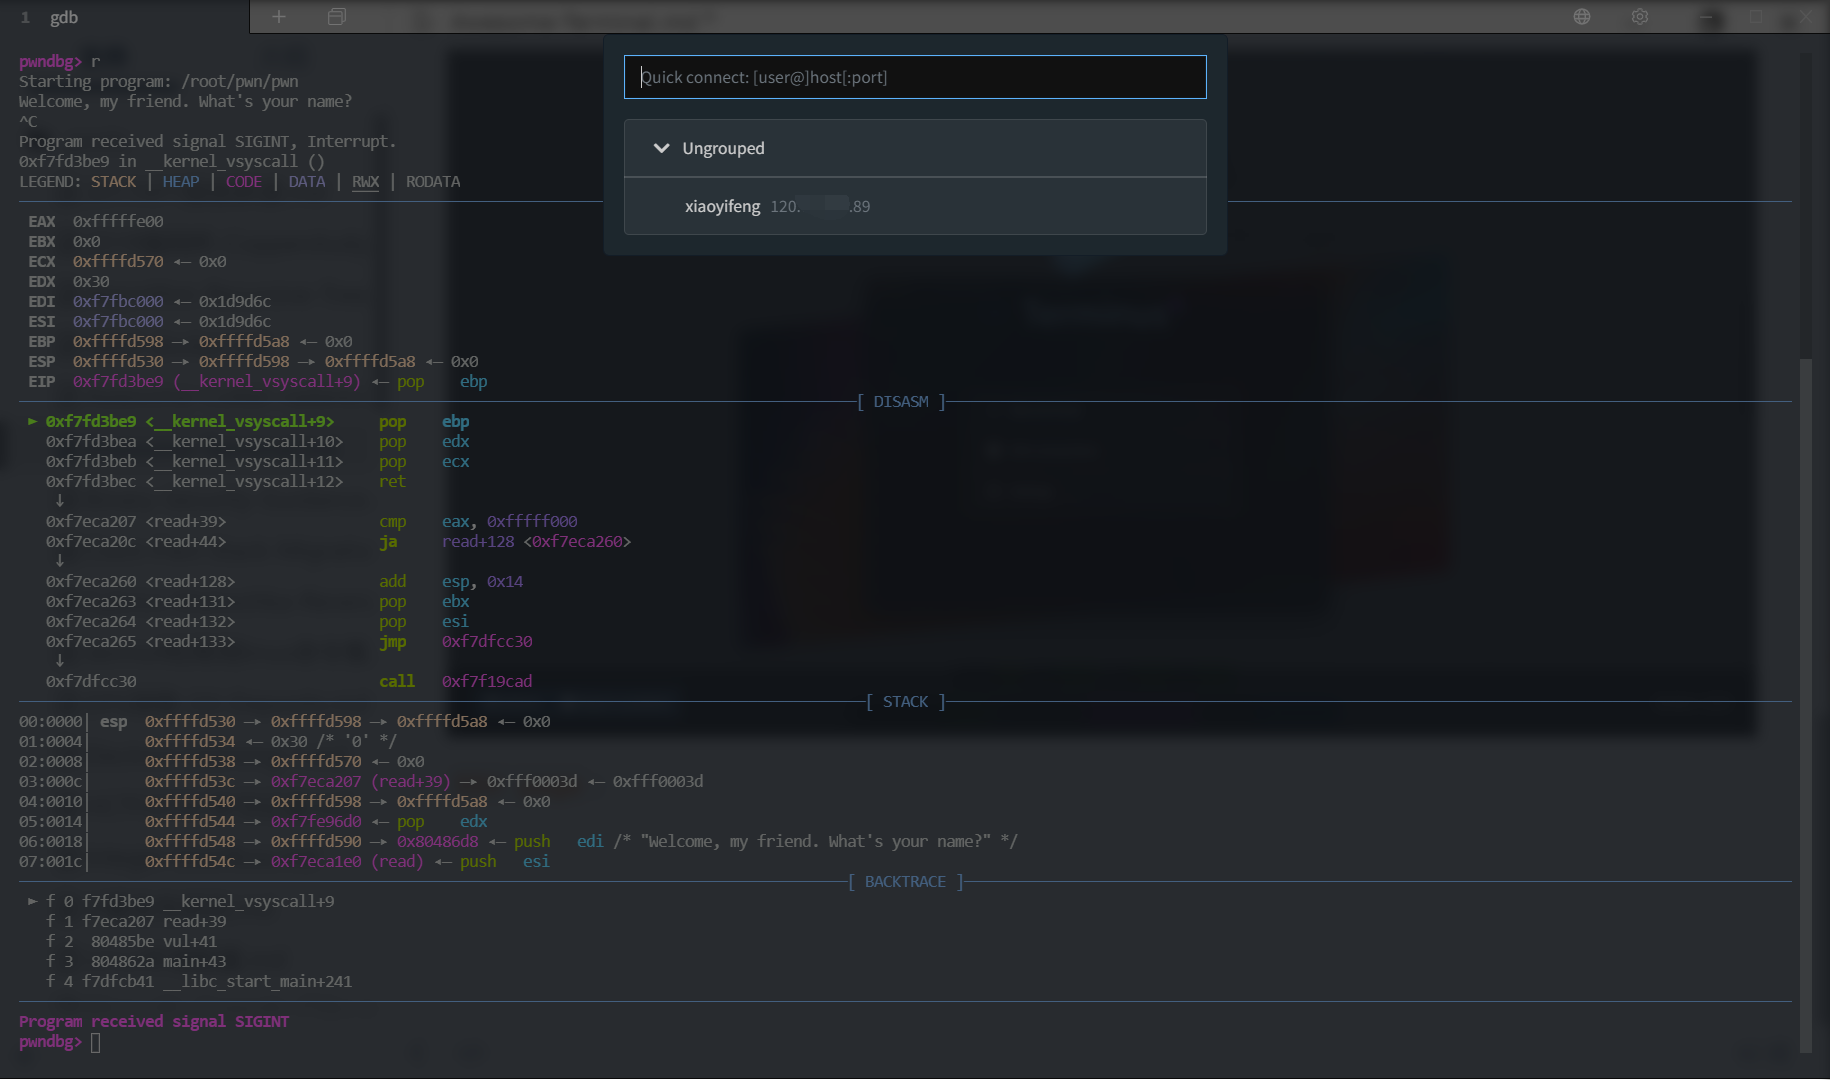 1 gdb
Quick connect: [user@]host[:port]
Ungrouped
xiaoyifeng 120. .89
pwndbg> r
Starting program: /root/pwn/pwn
Welcome, my friend. What's your name?
^C
Program received signal SIGINT, Interrupt.
0xf7fd3be9 in __kernel_vsyscall ()
LEGEND: STACK | HEAP | CODE | DATA | RWX | RODATA
EAX 0xfffffe00
EBX 0x0
ECX 0xffffd570 ◂— 0x0
EDX 0x30
EDI 0xf7fbc000 ◂— 0x1d9d6c
ESI 0xf7fbc000 ◂— 0x1d9d6c
EBP 0xffffd598 —▸ 0xffffd5a8 ◂— 0x0
ESP 0xffffd530 —▸ 0xffffd598 —▸ 0xffffd5a8 ◂— 0x0
EIP 0xf7fd3be9 (__kernel_vsyscall+9) ◂— pop ebp
[ DISASM ]
► 0xf7fd3be9 <__kernel_vsyscall+9> pop ebp
0xf7fd3bea <__kernel_vsyscall+10> pop edx
0xf7fd3beb <__kernel_vsyscall+11> pop ecx
0xf7fd3bec <__kernel_vsyscall+12> ret
↓
0xf7eca207 <read+39> cmp eax, 0xfffff000
0xf7eca20c <read+44> ja read+128 <0xf7eca260>
↓
0xf7eca260 <read+128> add esp, 0x14
0xf7eca263 <read+131> pop ebx
0xf7eca264 <read+132> pop esi
0xf7eca265 <read+133> jmp 0xf7dfcc30
↓
0xf7dfcc30 call 0xf7f19cad
[ STACK ]
00:0000│ esp 0xffffd530 —▸ 0xffffd598 —▸ 0xffffd5a8 ◂— 0x0
01:0004│ 0xffffd534 ◂— 0x30 /* '0' */
02:0008│ 0xffffd538 —▸ 0xffffd570 ◂— 0x0
03:000c│ 0xffffd53c —▸ 0xf7eca207 (read+39) —▸ 0xfff0003d ◂— 0xfff0003d
04:0010│ 0xffffd540 —▸ 0xffffd598 —▸ 0xffffd5a8 ◂— 0x0
05:0014│ 0xffffd544 —▸ 0xf7fe96d0 ◂— pop edx
06:0018│ 0xffffd548 —▸ 0xffffd590 —▸ 0x80486d8 ◂— push edi /* "Welcome, my friend. What's your name?" */
07:001c│ 0xffffd54c —▸ 0xf7eca1e0 (read) ◂— push esi
[ BACKTRACE ]
► f 0 f7fd3be9 __kernel_vsyscall+9
f 1 f7eca207 read+39
f 2 80485be vul+41
f 3 804862a main+43
f 4 f7dfcb41 __libc_start_main+241
Program received signal SIGINT
pwndbg>